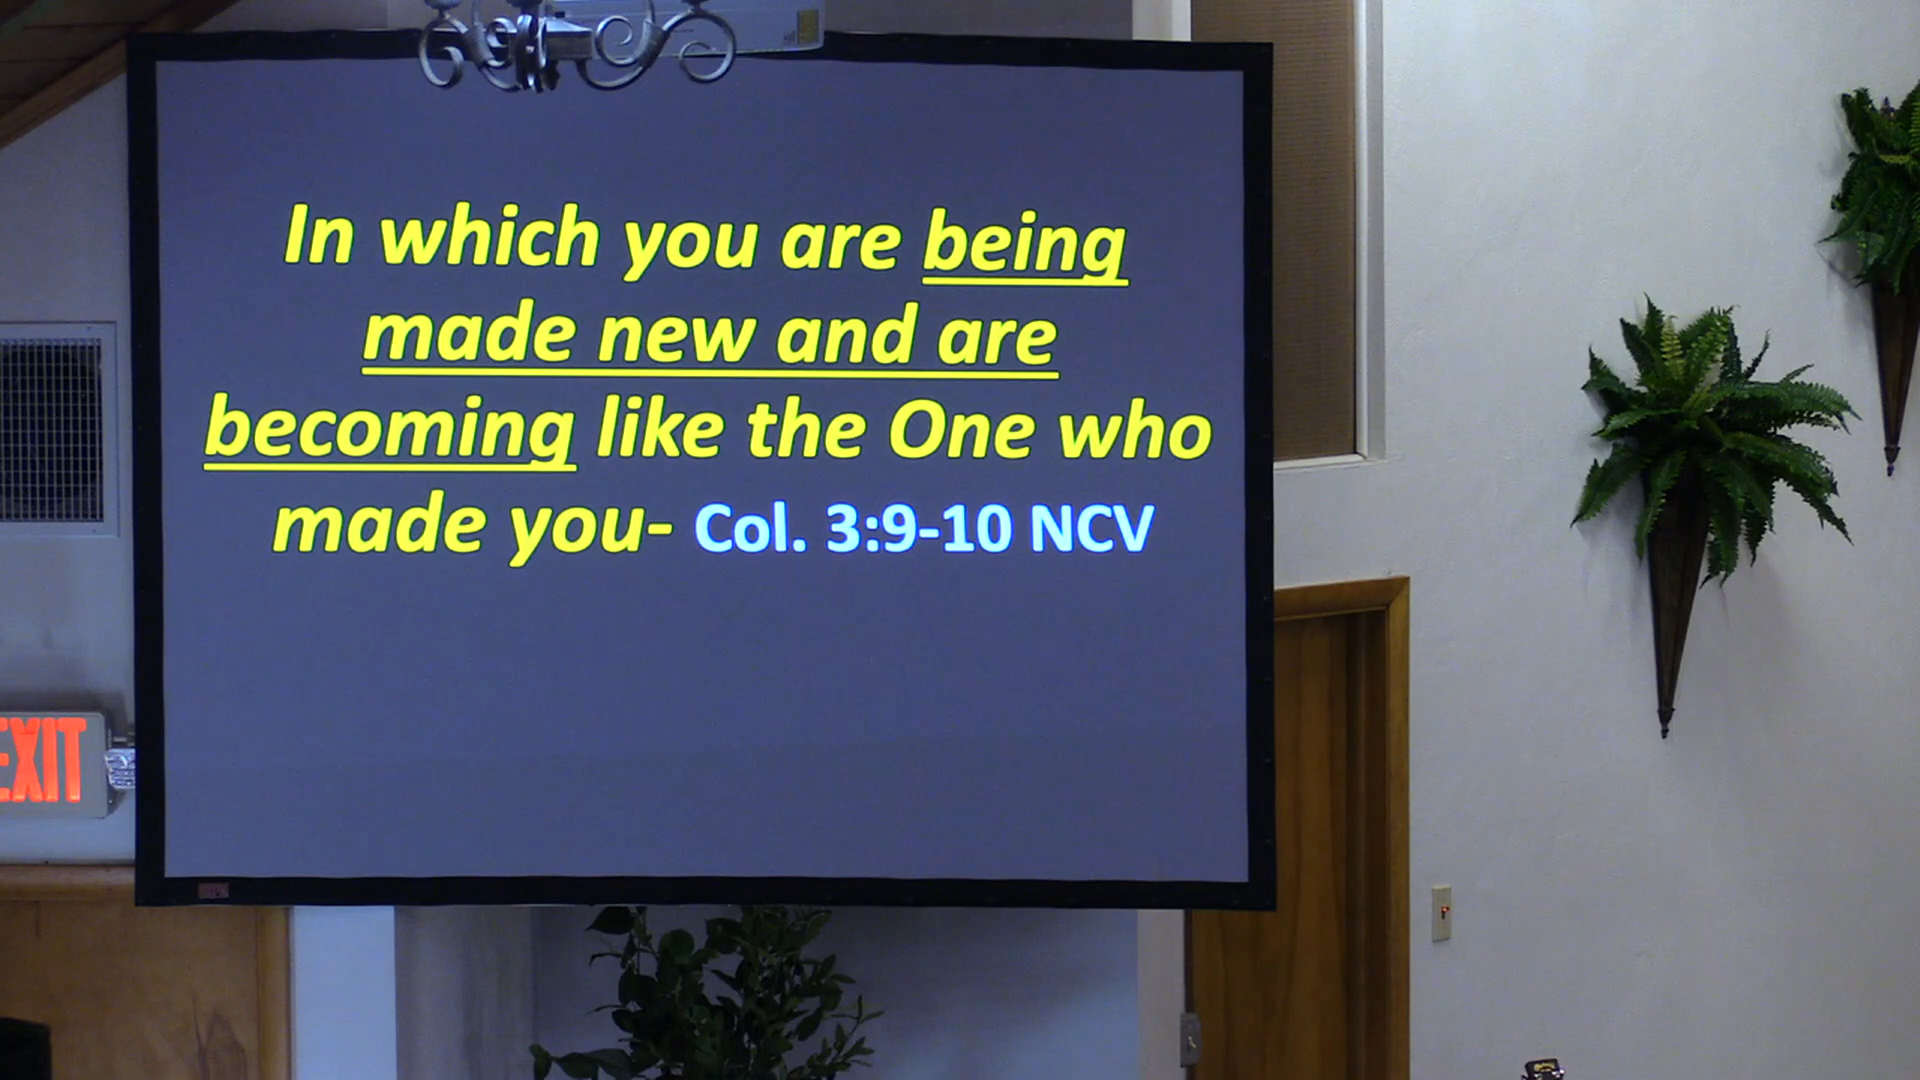 In which you are being
made new and are
becoming like the One who
made you- Col. 3:9-10 NCV
EXIT